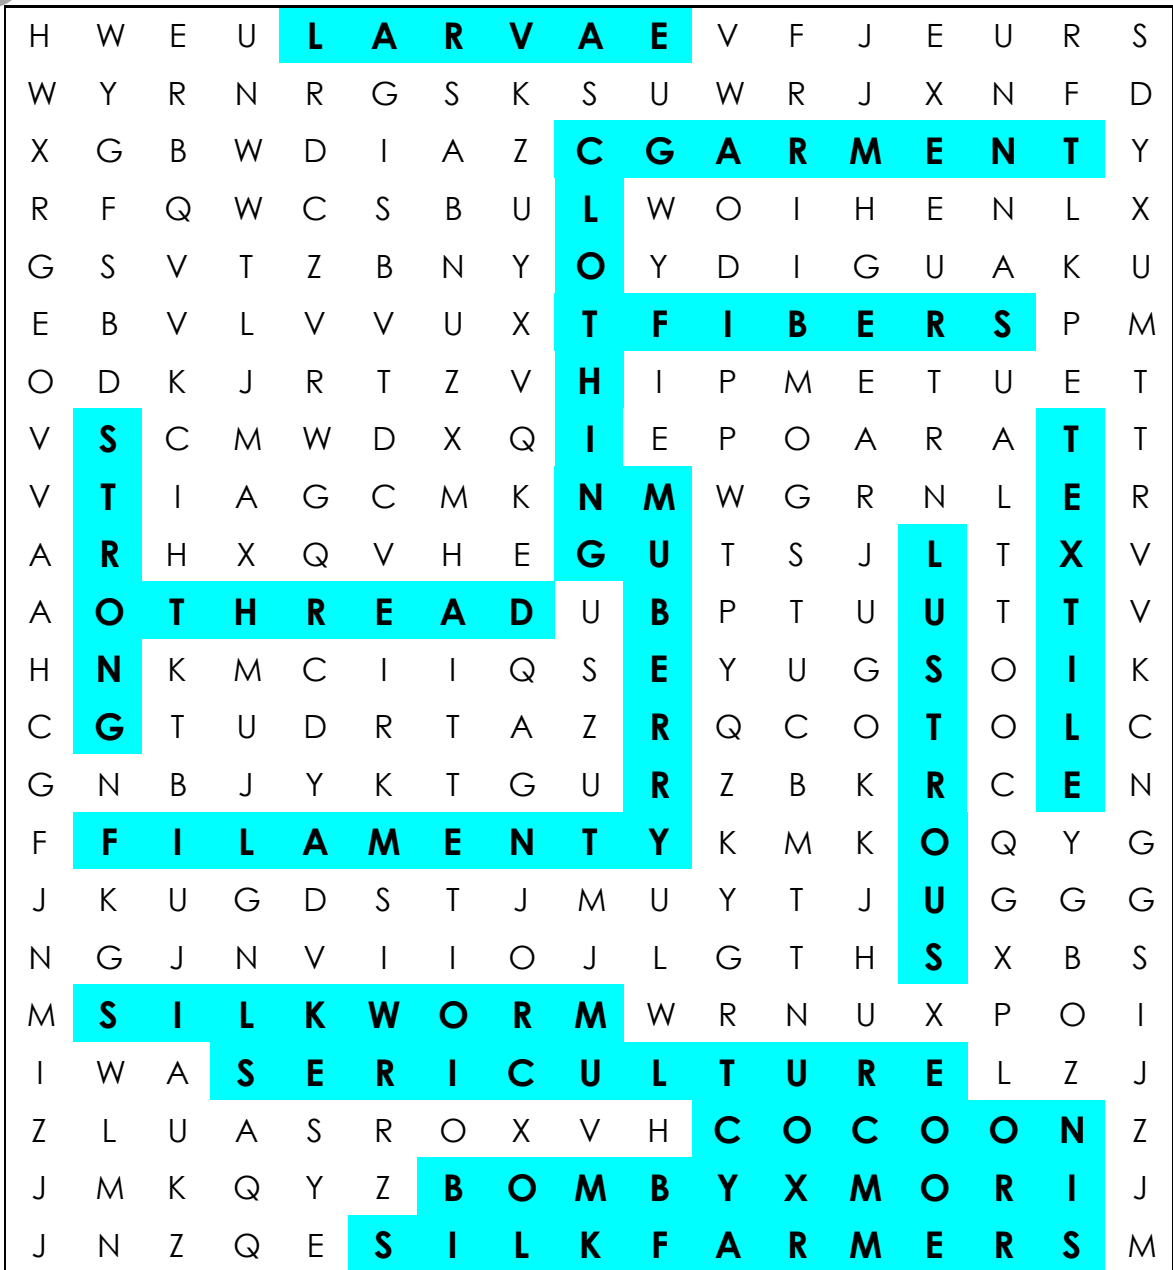 H W E U L A R V A E V F J E U R S
W Y R N R G S K S U W R J X N F D
X G B W D I A Z C G A R M E N T Y
R F Q W C S B U L W O I H E N L X
G S V T Z B N Y O Y D I G U A K U
E B V L V V U X T F I B E R S P M
O D K J R T Z V H I P M E T U E T
V S C M W D X Q I E P O A R A T T
V T I A G C M K N M W G R N L E R
A R H X Q V H E G U T S J L T X V
A O T H R E A D U B P T U U T T V
H N K M C I I Q S E Y U G S O I K
C G T U D R T A Z R Q C O T O L C
G N B J Y K T G U R Z B K R C E N
F F I L A M E N T Y K M K O Q Y G
J K U G D S T J M U Y T J U G G G
N G J N V I I O J L G T H S X B S
M S I L K W O R M W R N U X P O I
I W A S E R I C U L T U R E L Z J
Z L U A S R O X V H C O C O O N Z
J M K Q Y Z B O M B Y X M O R I J
J N Z Q E S I L K F A R M E R S M